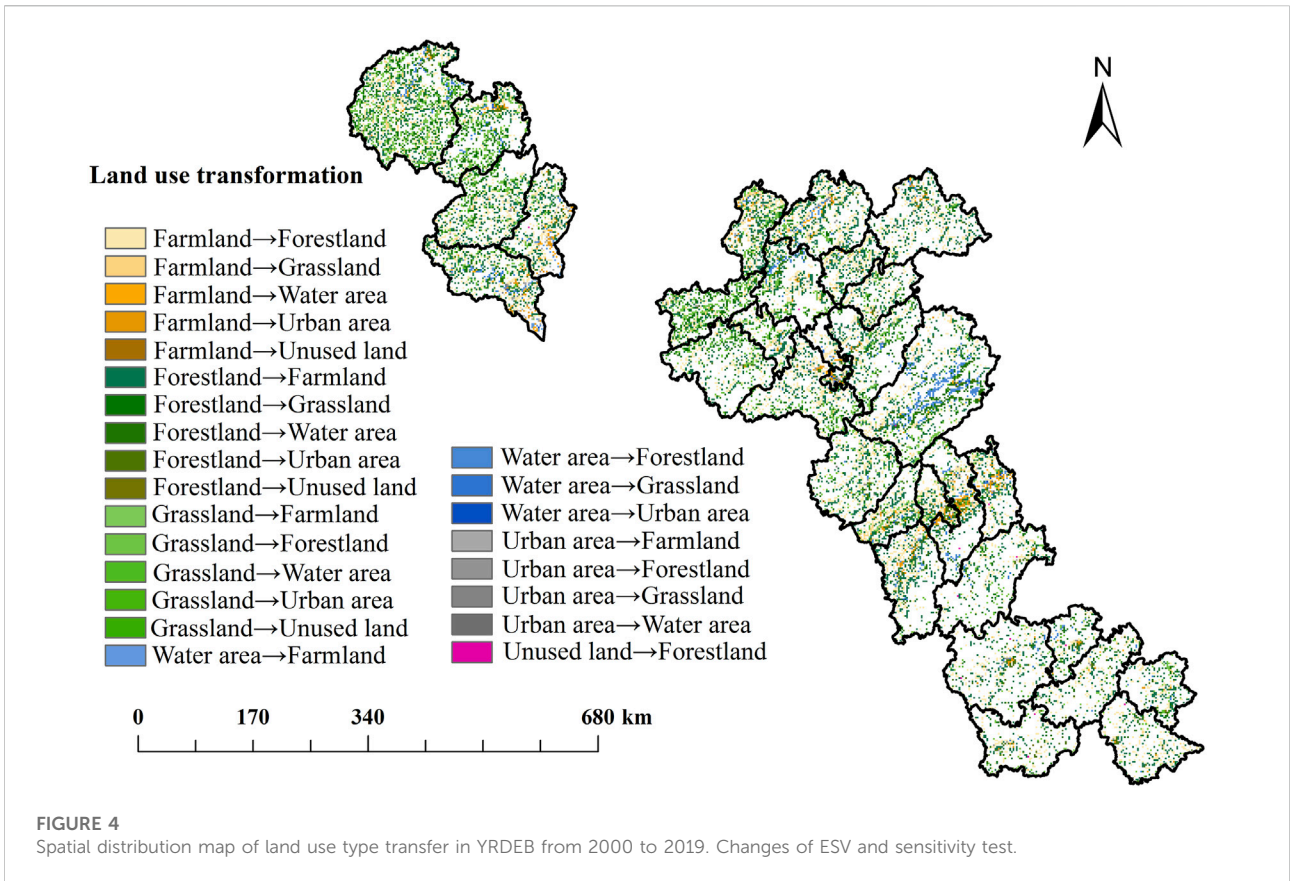 N
Land use transformation
Farmland→Forestland
Farmland→Grassland
Farmland→Water area
Farmland→Urban area
Farmland→Unused land
Forestland→Farmland
Forestland→Grassland
Forestland→Water area
Forestland→Urban area
Forestland→Unused land
Grassland→Farmland
Grassland→Forestland
Grassland→Water area
Grassland→Urban area
Grassland→Unused land
Water area→Farmland
Water area→Forestland
Water area→Grassland
Water area→Urban area
Urban area→Farmland
Urban area→Forestland
Urban area→Grassland
Urban area→Water area
Unused land→Forestland
0 170 340 680 km
FIGURE 4
Spatial distribution map of land use type transfer in YRDEB from 2000 to 2019. Changes of ESV and sensitivity test.